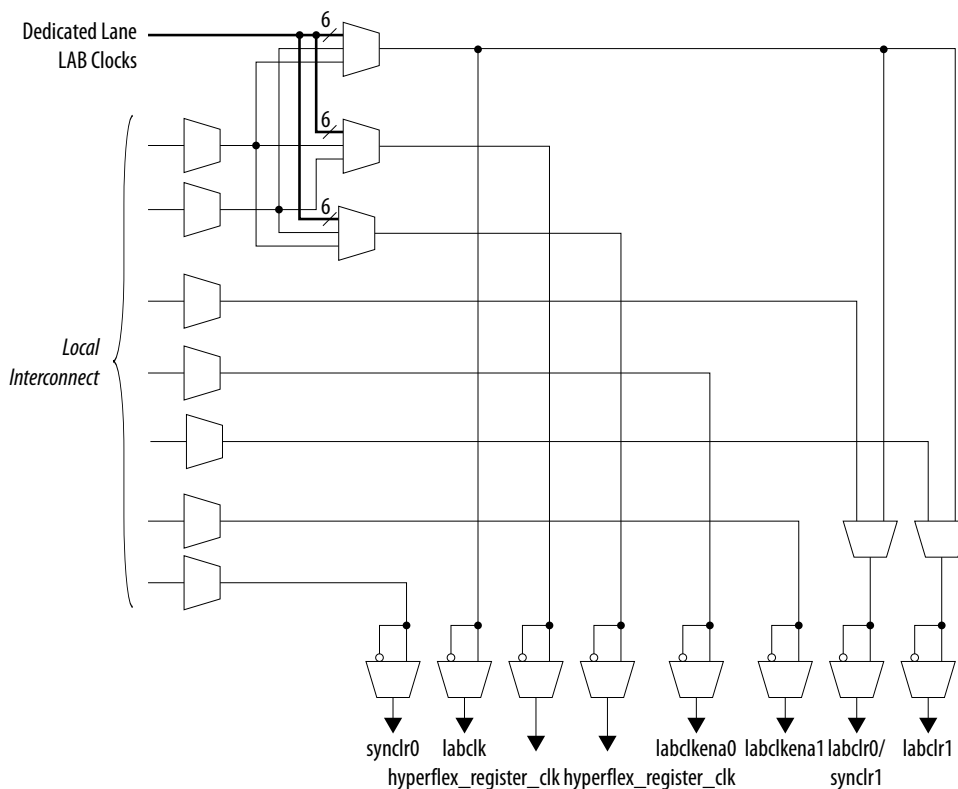 Dedicated Lane
LAB Clocks
6
6
6
Local
Interconnect
synclr0
labclk
hyperflex_register_clk
hyperflex_register_clk
labclkena0
labclkena1
labclr0/
synclr1
labclr1